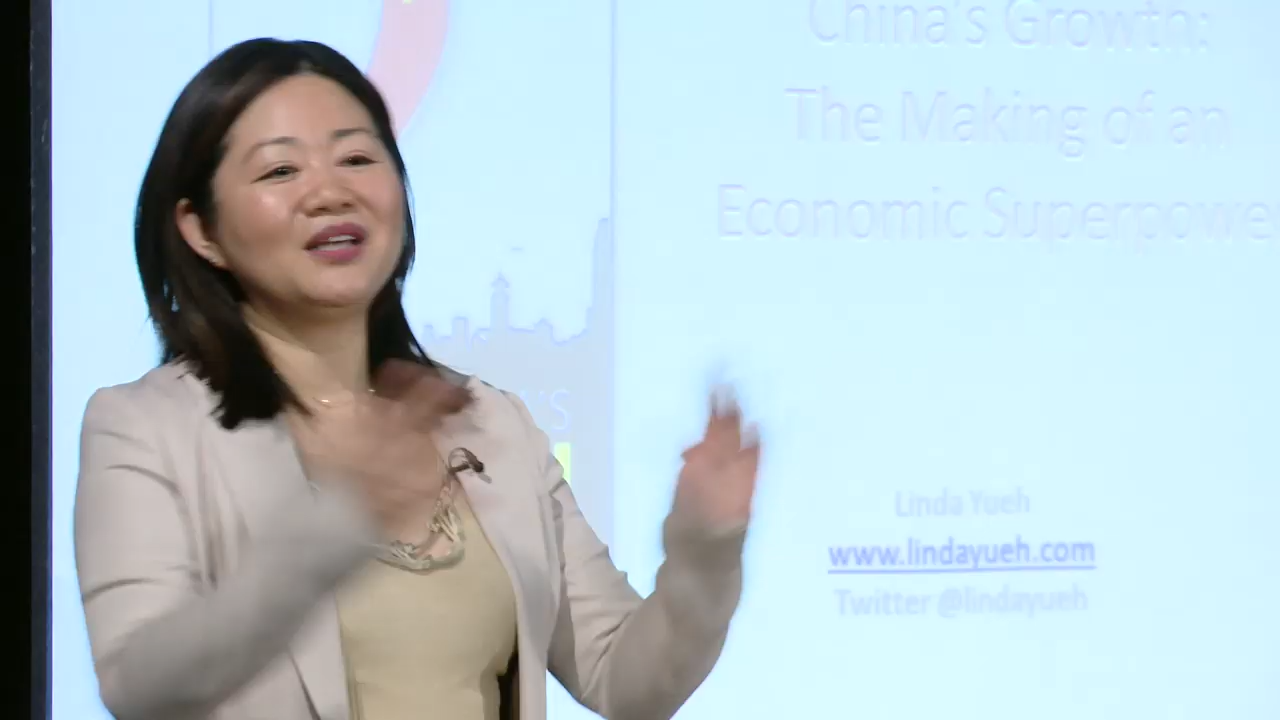 China's Growth:
The Making of an
Economic Superpower
'S
Linda Yueh
www.lindayueh.com
Twitter @lindayueh